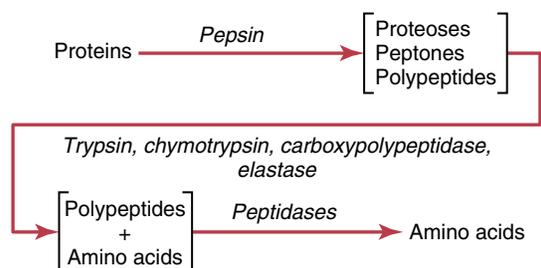 Proteins
Pepsin
Proteoses
Peptones
Polypeptides
Trypsin, chymotrypsin, carboxypolypeptidase,
elastase
Polypeptides
+
Amino acids
Peptidases
Amino acids